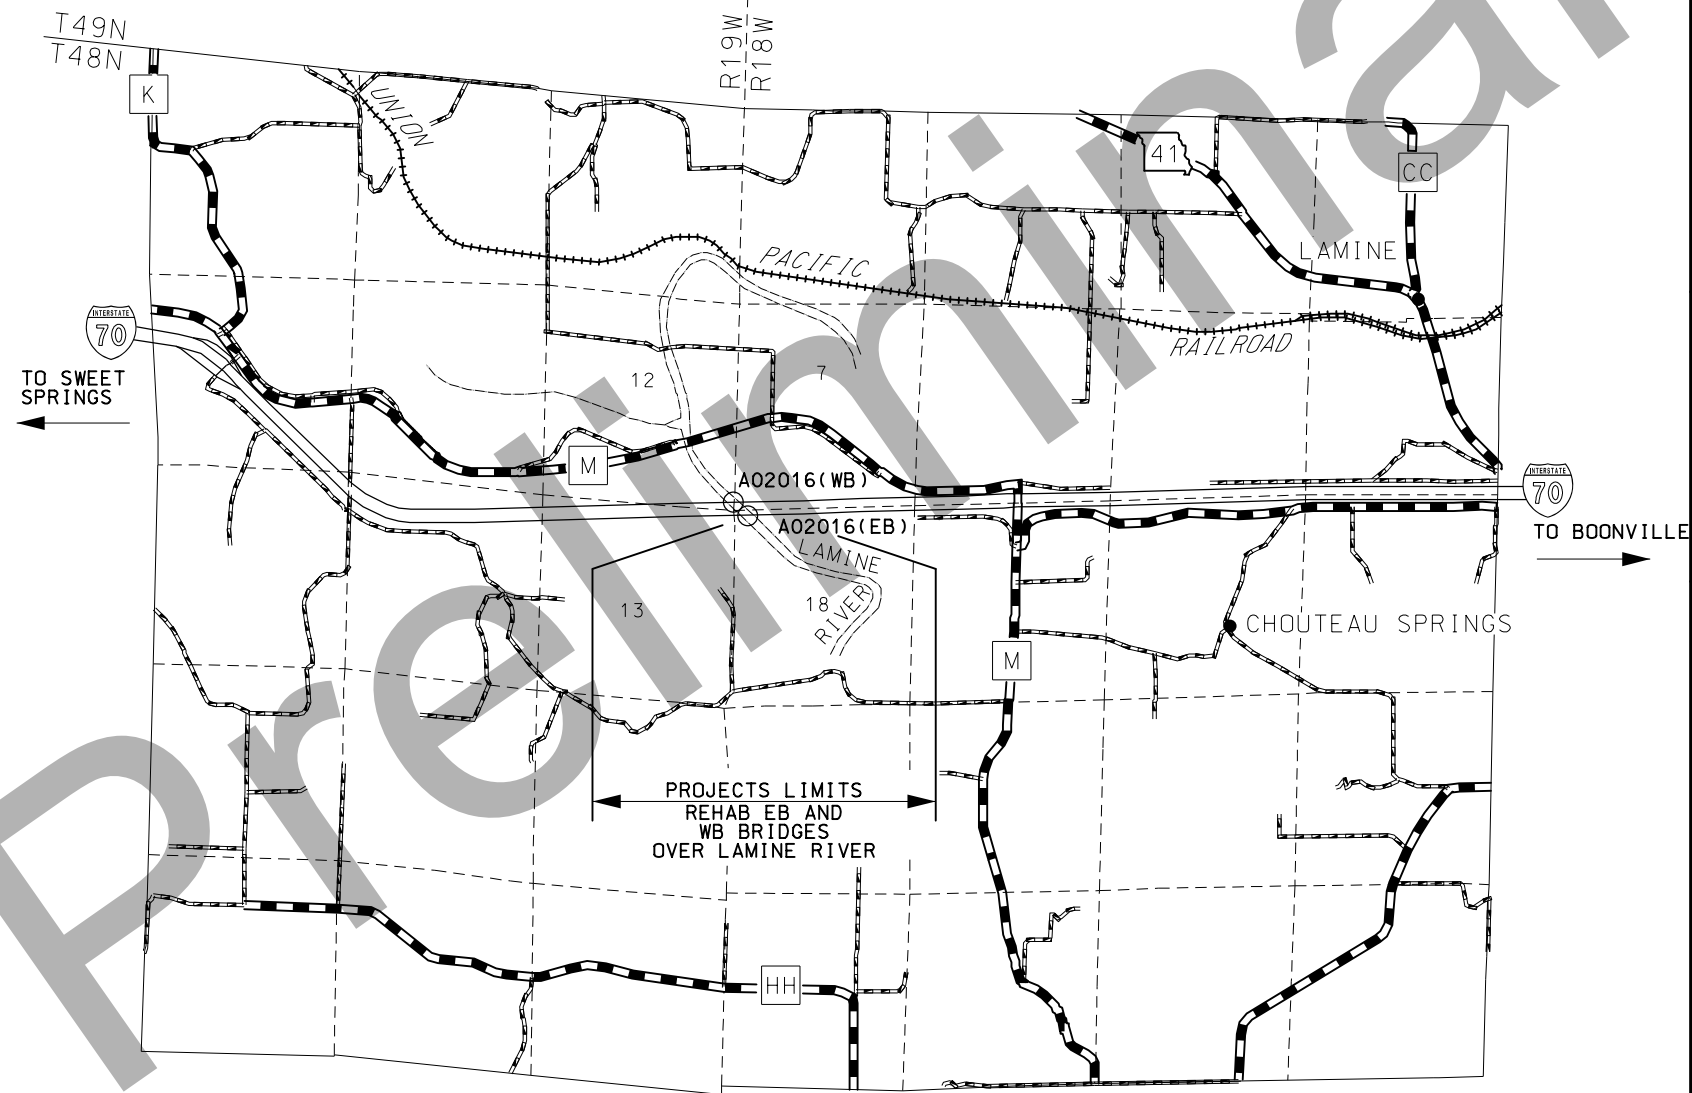 T49N
T48N
R19W
R18W
K
UNION
41
CC
LAMINE
PACIFIC
RAILROAD
INTERSTATE
70
TO SWEET
SPRINGS
12
7
M
A02016(WB)
A02016(EB)
INTERSTATE
70
TO BOONVILLE
LAMINE
RIVER
13
18
CHOUTEAU SPRINGS
M
PROJECTS LIMITS
REHAB EB AND
WB BRIDGES
OVER LAMINE RIVER
HH